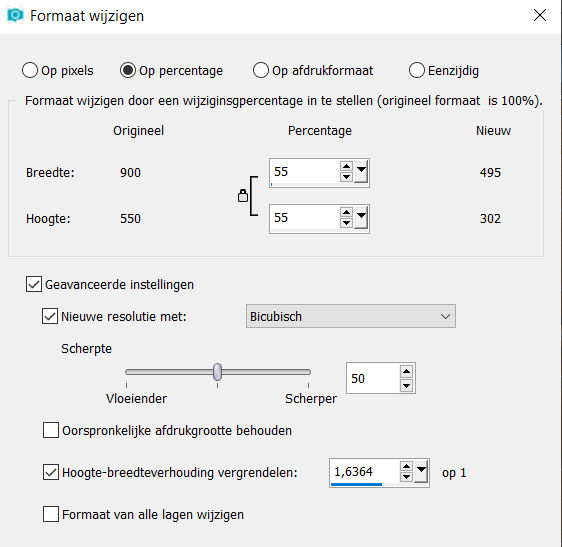 Formaat wijzigen
Op pixels Op percentage Op afdrukformaat Eenzijdig
Formaat wijzigen door een wijziginsgpercentage in te stellen (origineel formaat is 100%).
Origineel Percentage Nieuw
Breedte: 900 55 495
Hoogte: 550 55 302
Geavanceerde instellingen
Nieuwe resolutie met: Bicubisch
Scherpte
50
Vloeiender Scherper
Oorspronkelijke afdrukgrootte behouden
Hoogte-breedteverhouding vergrendelen: 1,6364 op 1
Formaat van alle lagen wijzigen